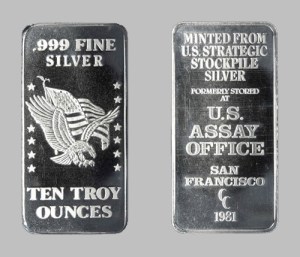 .999 FINE
SILVER
TEN TROY
OUNCES
MINTED FROM
U.S. STRATEGIC
STOCKPILE
SILVER
FORMERLY STORED
AT
U.S.
ASSAY
OFFICE
SAN
FRANCISCO
CC
1981